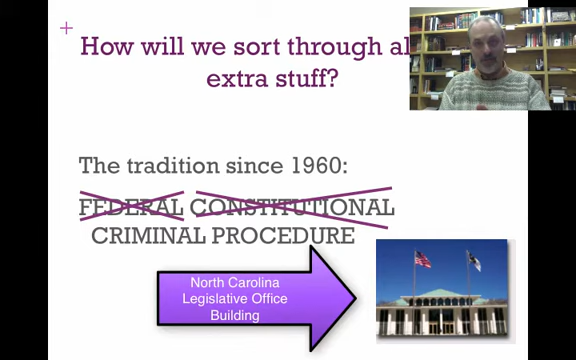 +
How will we sort through al
extra stuff?
The tradition since 1960:
FEDERAL CONSTITUTIONAL
CRIMINAL PROCEDURE
North Carolina
Legislative Office
Building